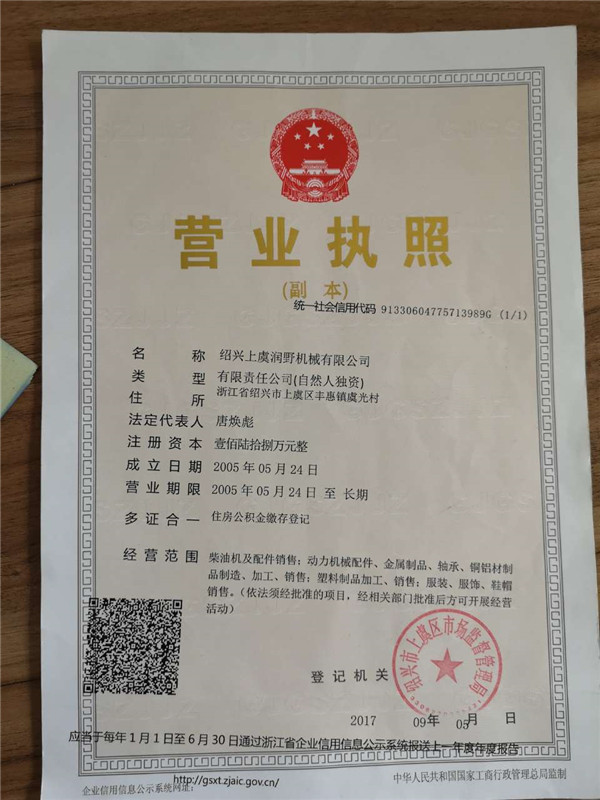 营业执照
(副 本)
统一社会信用代码 91330604775713989G (1/1)
名 称 绍兴上虞润野机械有限公司
类 型 有限责任公司(自然人独资)
住 所 浙江省绍兴市上虞区丰惠镇虞光村
法定代表人 唐焕彪
注册资本 壹佰陆拾捌万元整
成立日期 2005年05月24日
营业期限 2005年05月24日 至 长期
多证合一 住房公积金缴存登记
经营范围 柴油机及配件销售;动力机械配件、金属制品、轴承、铜铝材制
品制造、加工、销售;塑料制品加工、销售;服装、服饰、鞋帽
销售。(依法须经批准的项目,经相关部门批准后方可开展经营
活动)
绍兴市上虞区市场监督管理局
登记机关
2017 09年 05月 日
应当于每年1月1日至6月30日通过浙江省企业信用信息公示系统报送上一年度年度报告
http://gsxt.zjaic.gov.cn/
企业信用信息公示系统网址:
中华人民共和国国家工商行政管理总局监制